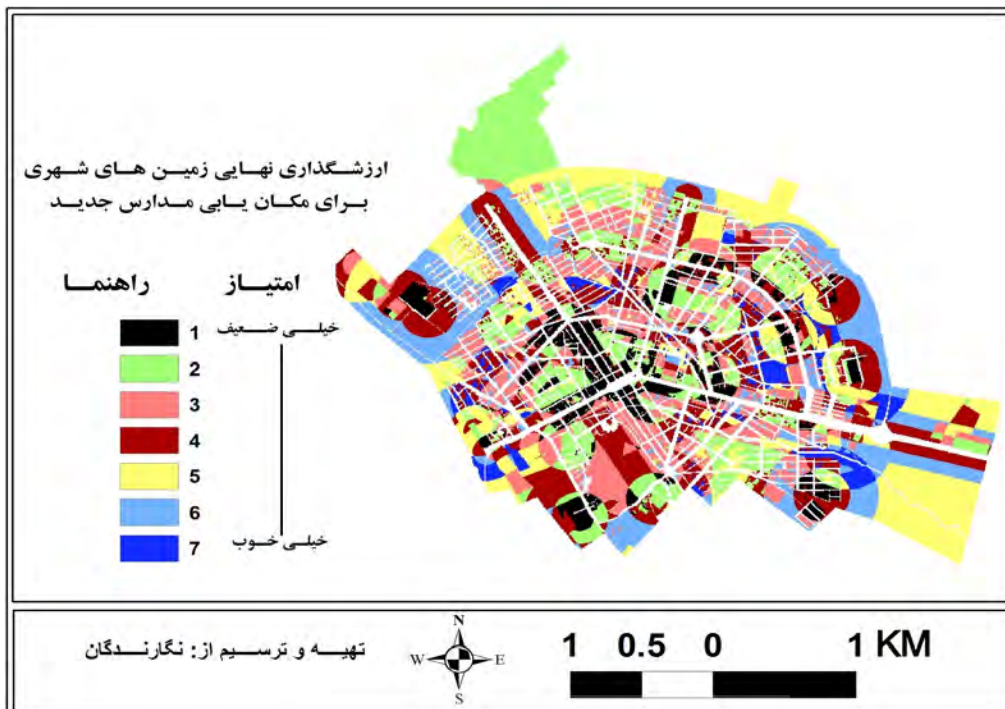 ارزشگذاری نهایی زمین های شهری
برای مکان یابی مدارس جدید
امتیاز راهنما
1 خیلی ضعیف
2
3
4
5
6
7 خیلی خوب
تهیه و ترسیم از: نگارندگان
N
W E
S
1 0.5 0 1 KM